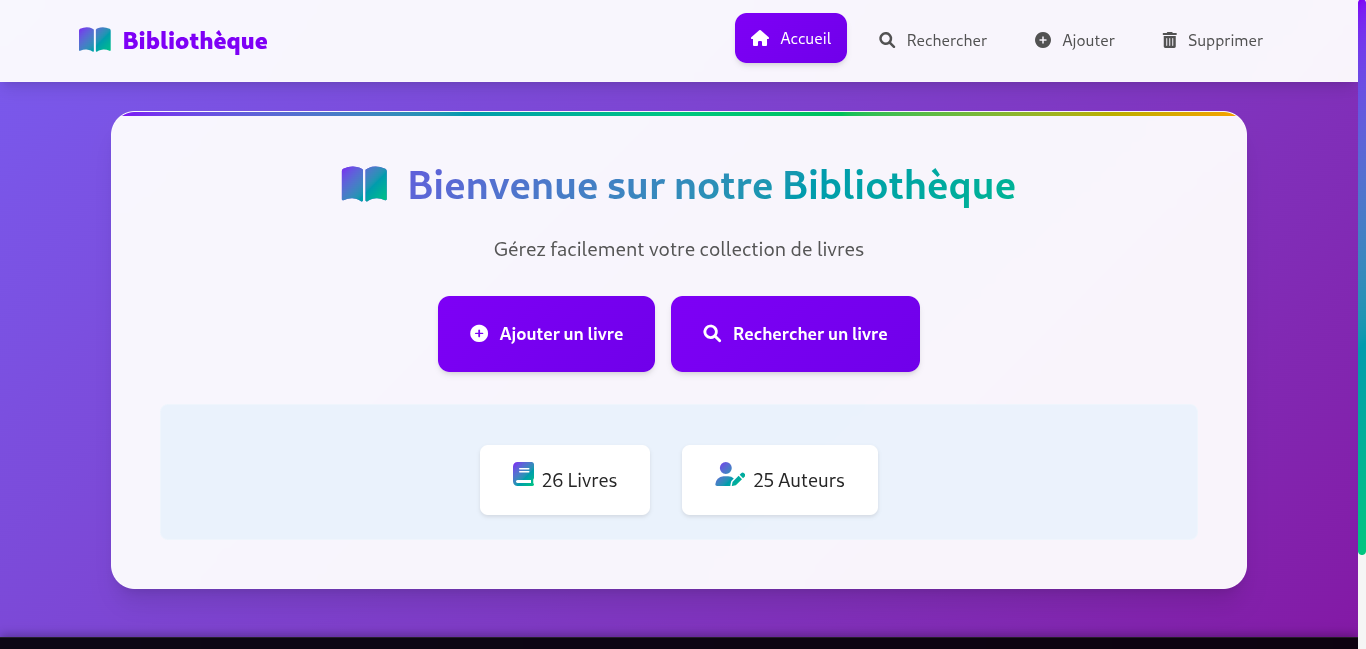 Bibliothèque
Accueil
Rechercher
Ajouter
Supprimer
Bienvenue sur notre Bibliothèque
Gérez facilement votre collection de livres
Ajouter un livre
Rechercher un livre
26 Livres
25 Auteurs